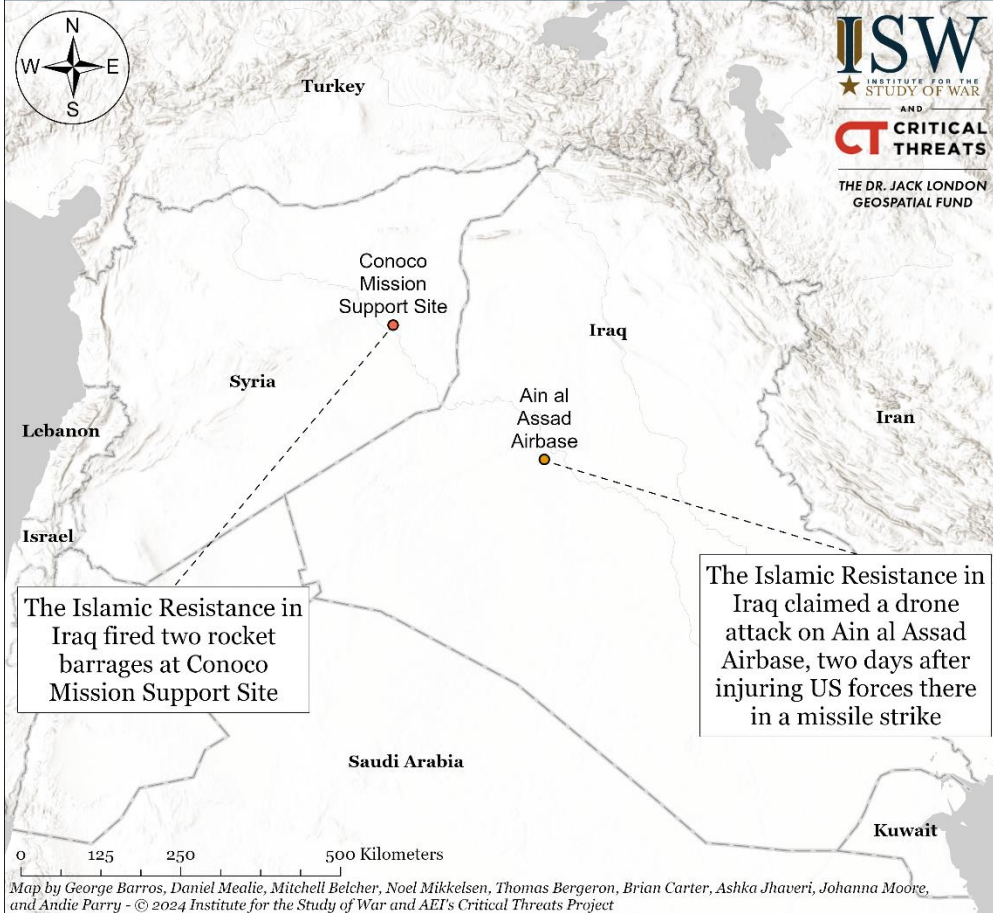 N
W E
S
ISW
INSTITUTE FOR THE
STUDY OF WAR
AND
CT CRITICAL
THREATS
THE DR. JACK LONDON
GEOSPATIAL FUND
Turkey
Conoco
Mission
Support Site
Iraq
Syria
Ain al
Assad
Airbase
Iran
Lebanon
Israel
The Islamic Resistance in
Iraq fired two rocket
barrages at Conoco
Mission Support Site
The Islamic Resistance in
Iraq claimed a drone
attack on Ain al Assad
Airbase, two days after
injuring US forces there
in a missile strike
Saudi Arabia
Kuwait
0 125 250 500 Kilometers
Map by George Barros, Daniel Mealie, Mitchell Belcher, Noel Mikkelsen, Thomas Bergeron, Brian Carter, Ashka Jhaveri, Johanna Moore,
and Andie Parry - © 2024 Institute for the Study of War and AEI's Critical Threats Project